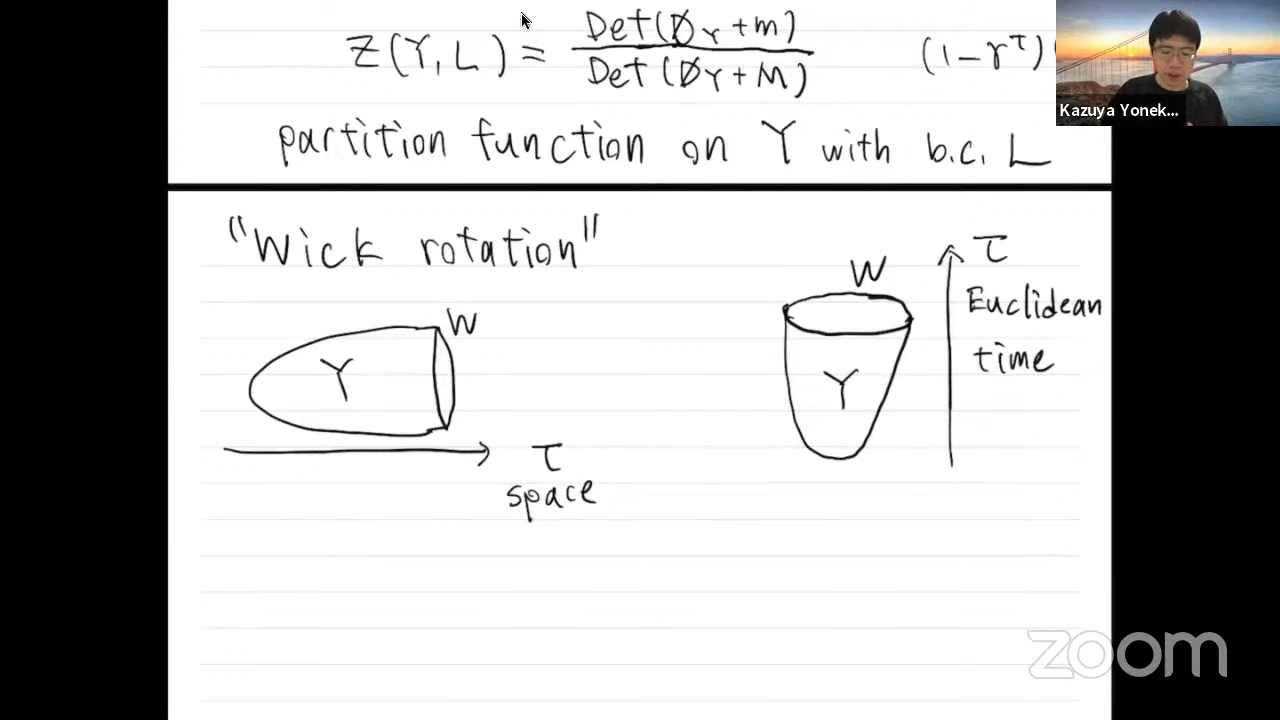 Z(Y, L) = Det(D̸_Y + m) / Det(D̸_Y + M) (1 - γ^τ)
partition function on Y with b.c. L
Kazuya Yonek...
"Wick rotation"
W
Y
τ
space
W
Y
τ
Euclidean
time
zoom